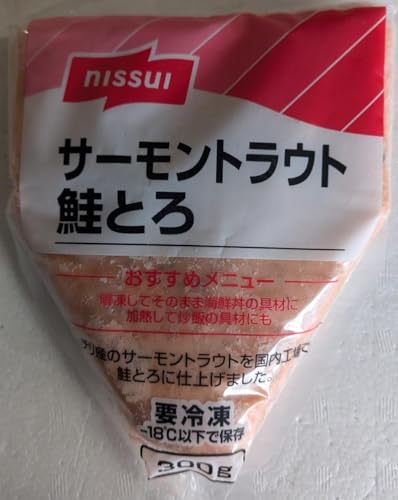 nissui
サーモントラウト
鮭とろ
おすすめメニュー
解凍してそのまま海鮮丼の具材に
加熱して炒飯の具材にも
チリ産のサーモントラウトを国内工場で
鮭とろに仕上げました。
要冷凍
-18℃以下で保存
300g